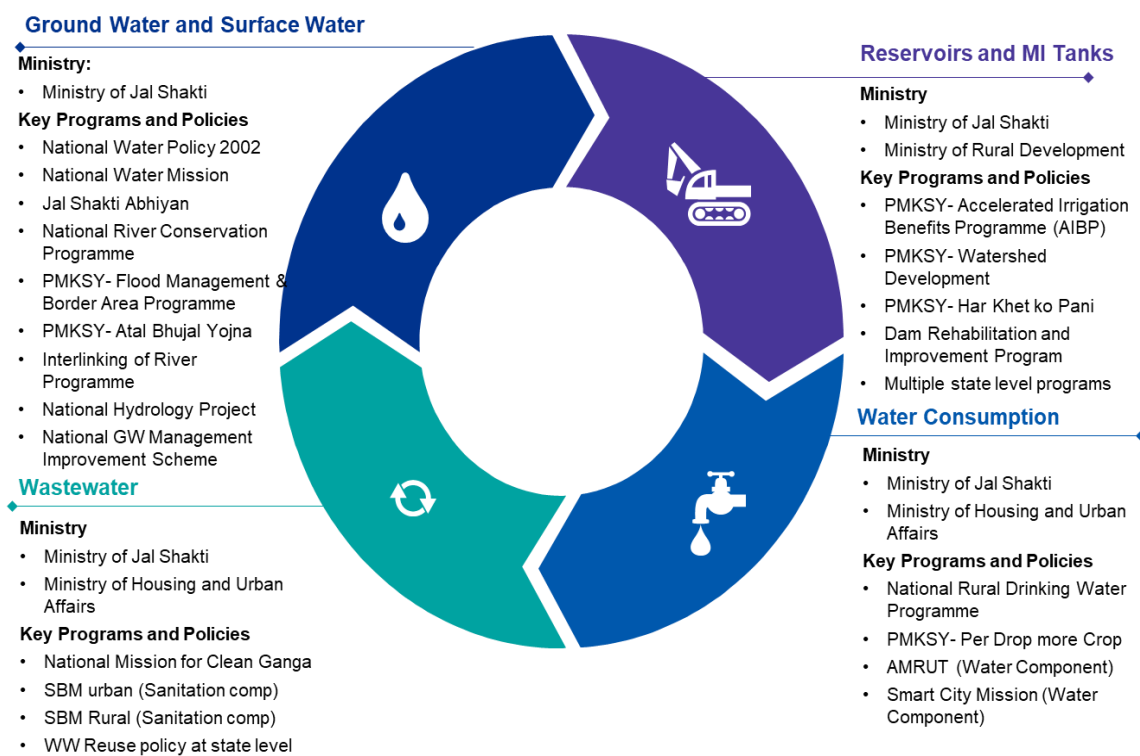 Ground Water and Surface Water
Ministry:
• Ministry of Jal Shakti
Key Programs and Policies
• National Water Policy 2002
• National Water Mission
• Jal Shakti Abhiyan
• National River Conservation
Programme
• PMKSY- Flood Management &
Border Area Programme
• PMKSY- Atal Bhujal Yojna
• Interlinking of River
Programme
• National Hydrology Project
• National GW Management
Improvement Scheme
Reservoirs and MI Tanks
Ministry
• Ministry of Jal Shakti
• Ministry of Rural Development
Key Programs and Policies
• PMKSY- Accelerated Irrigation
Benefits Programme (AIBP)
• PMKSY- Watershed
Development
• PMKSY- Har Khet ko Pani
• Dam Rehabilitation and
Improvement Program
• Multiple state level programs
Water Consumption
Ministry
• Ministry of Jal Shakti
• Ministry of Housing and Urban
Affairs
Key Programs and Policies
• National Rural Drinking Water
Programme
• PMKSY- Per Drop more Crop
• AMRUT (Water Component)
• Smart City Mission (Water
Component)
Wastewater
Ministry
• Ministry of Jal Shakti
• Ministry of Housing and Urban
Affairs
Key Programs and Policies
• National Mission for Clean Ganga
• SBM urban (Sanitation comp)
• SBM Rural (Sanitation comp)
• WW Reuse policy at state level